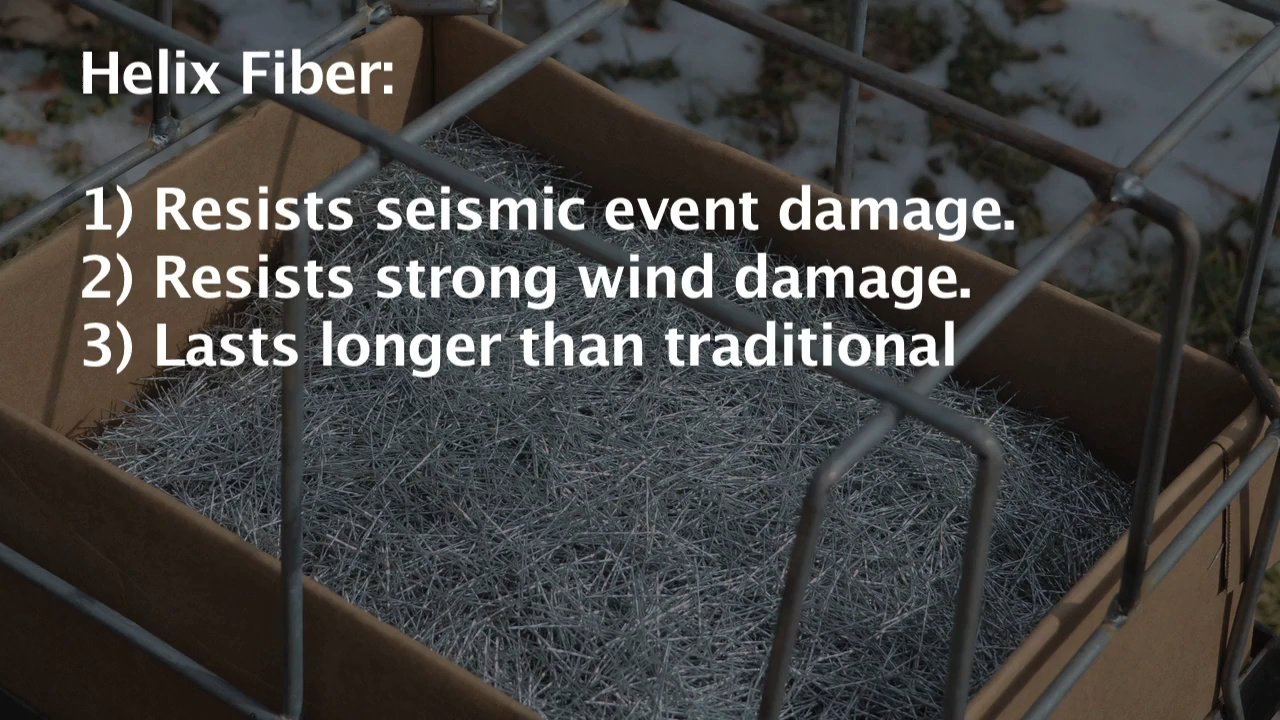 Helix Fiber:
1) Resists seismic event damage.
2) Resists strong wind damage.
3) Lasts longer than traditional